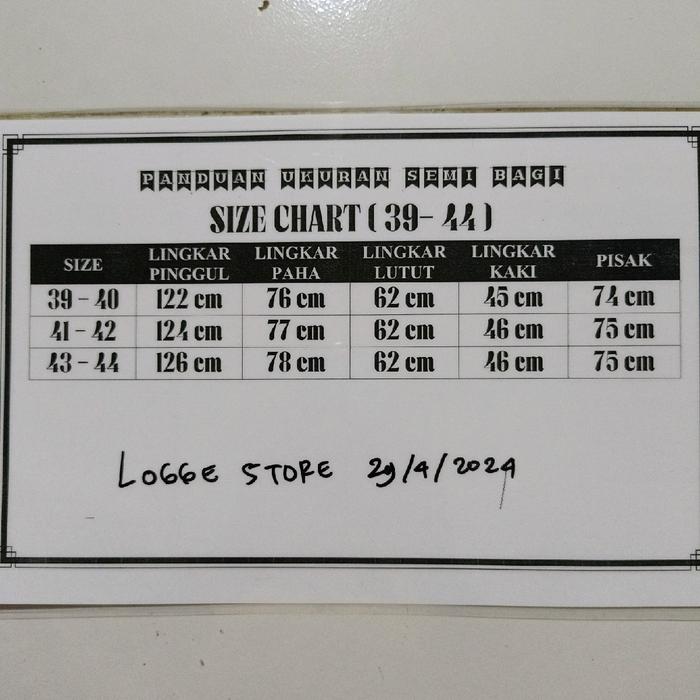 PANDUAN UKURAN SEMI BAGI
SIZE CHART ( 39- 44 )
SIZE LINGKAR PINGGUL LINGKAR PAHA LINGKAR LUTUT LINGKAR KAKI PISAK
39 - 40 122 cm 76 cm 62 cm 45 cm 74 cm
41 - 42 124 cm 77 cm 62 cm 46 cm 75 cm
43 - 44 126 cm 78 cm 62 cm 46 cm 75 cm
LOGGE STORE 29/4/2024